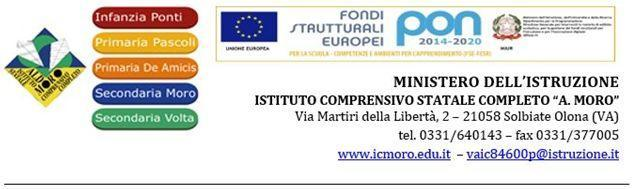 Infanzia Ponti
Primaria Pascoli
Primaria De Amicis
Secondaria Moro
Secondaria Volta
ALDO MORO
UNIONE EUROPEA
FONDI
STRUTTURALI
EUROPEI
pon
2014-2020
PER LA SCUOLA - COMPETENZE E AMBIENTI PER L'APPRENDIMENTO (FSE-FESR)
MIUR
MINISTERO DELL'ISTRUZIONE
ISTITUTO COMPRENSIVO STATALE COMPLETO "A. MORO"
Via Martiri della Libertà, 2 – 21058 Solbiate Olona (VA)
tel. 0331/640143 – fax 0331/377005
www.icmoro.edu.it – vaic84600p@istruzione.it